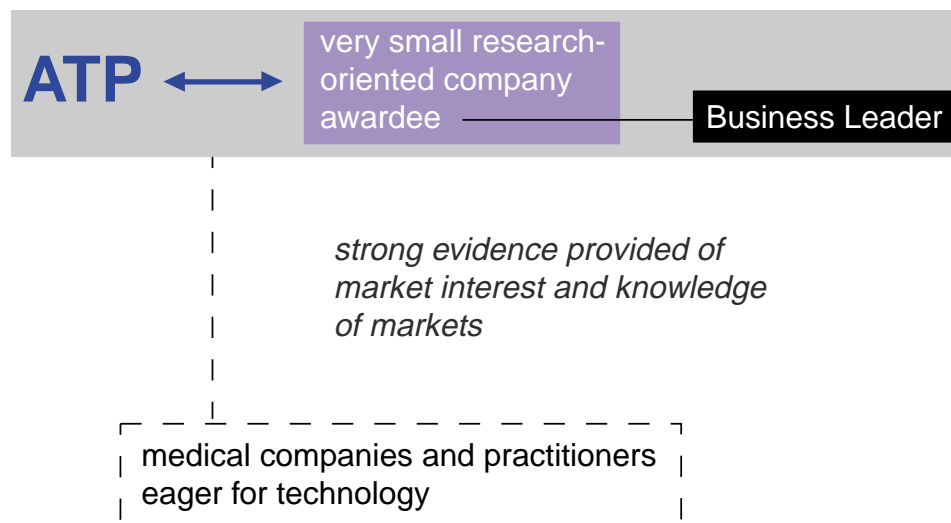 ATP
very small research-
oriented company
awardee
Business Leader
strong evidence provided of
market interest and knowledge
of markets
medical companies and practitioners
eager for technology